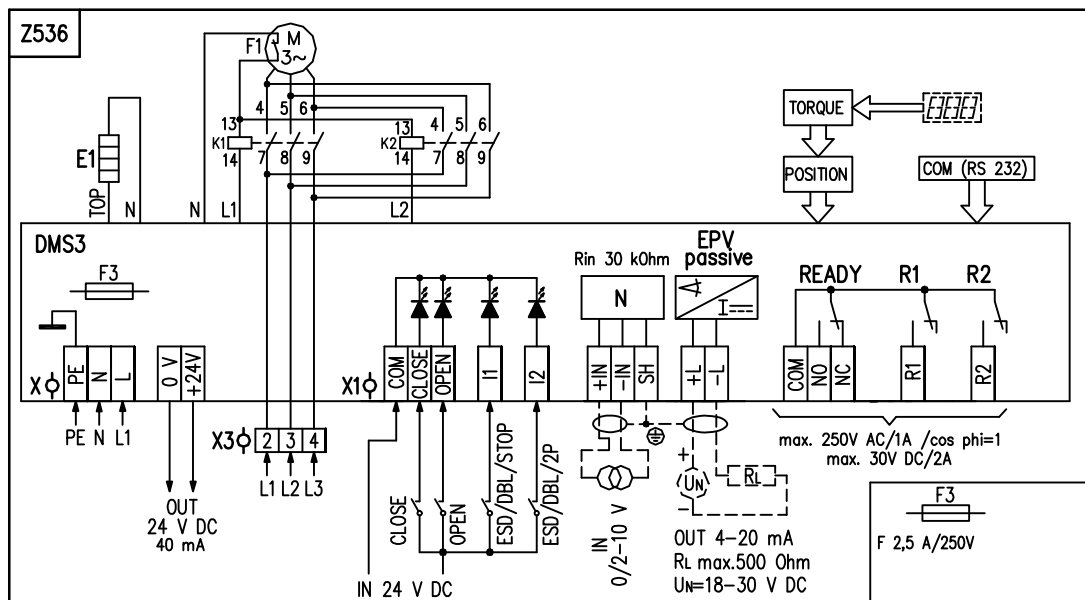 Z536
F1
M
3~
4 5 6
13
K1
14
7 8 9
4 5 6
13
K2
14
7 8 9
E1
TOP
N
N
L1
L2
TORQUE
POSITION
COM (RS 232)
DMS3
F3
Rin 30 kOhm
N
EPV
passive
I
READY
R1
R2
X
PE
N
L
0 V
+24V
X1
COM
CLOSE
OPEN
I1
I2
+IN
-IN
SH
+L
-L
COM
NO
NC
R1
R2
PE N L1
X3
2 3 4
L1 L2 L3
OUT
24 V DC
40 mA
CLOSE
OPEN
ESD/DBL/STOP
ESD/DBL/2P
IN 24 V DC
IN
0/2-10 V
+
UN
-
RL
OUT 4-20 mA
RL max.500 Ohm
UN=18-30 V DC
max. 250V AC/1A /cos phi=1
max. 30V DC/2A
F3
F 2,5 A/250V